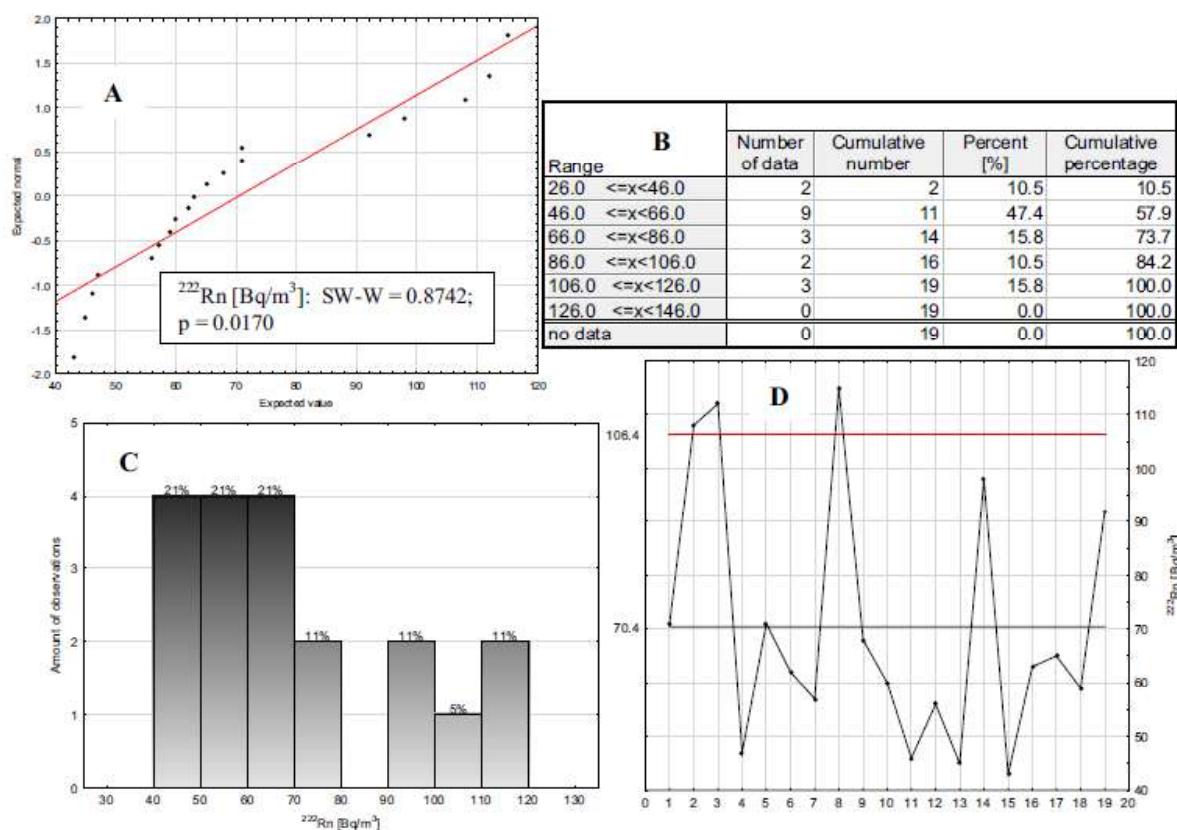 2.0
1.5
1.0
0.5
0.0
-0.5
-1.0
-1.5
-2.0
Expected normal
A
²²²Rn [Bq/m³]: SW-W = 0.8742;
p = 0.0170
40 50 60 70 80 90 100 110 120
Expected value
B
Range Number of data Cumulative number Percent [%] Cumulative percentage
26.0 <=x<46.0 2 2 10.5 10.5
46.0 <=x<66.0 9 11 47.4 57.9
66.0 <=x<86.0 3 14 15.8 73.7
86.0 <=x<106.0 2 16 10.5 84.2
106.0 <=x<126.0 3 19 15.8 100.0
126.0 <=x<146.0 0 19 0.0 100.0
no data 0 19 0.0 100.0
C
5
4
3
2
1
0
Amount of observations
21% 21% 21% 11% 11% 5% 11%
30 40 50 60 70 80 90 100 110 120 130
²²²Rn [Bq/m³]
D
106.4
70.4
120
110
100
90
80
70
60
50
40
²²²Rn [Bq/m³]
0 1 2 3 4 5 6 7 8 9 10 11 12 13 14 15 16 17 18 19 20